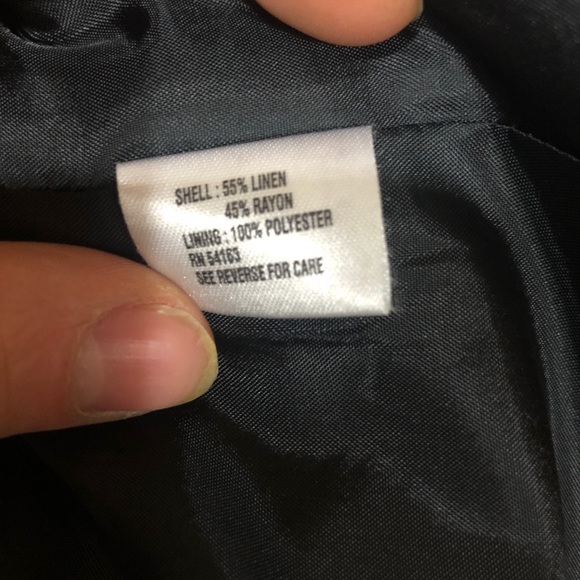 SHELL : 55% LINEN
45% RAYON
LINING : 100% POLYESTER
RN 54163
SEE REVERSE FOR CARE